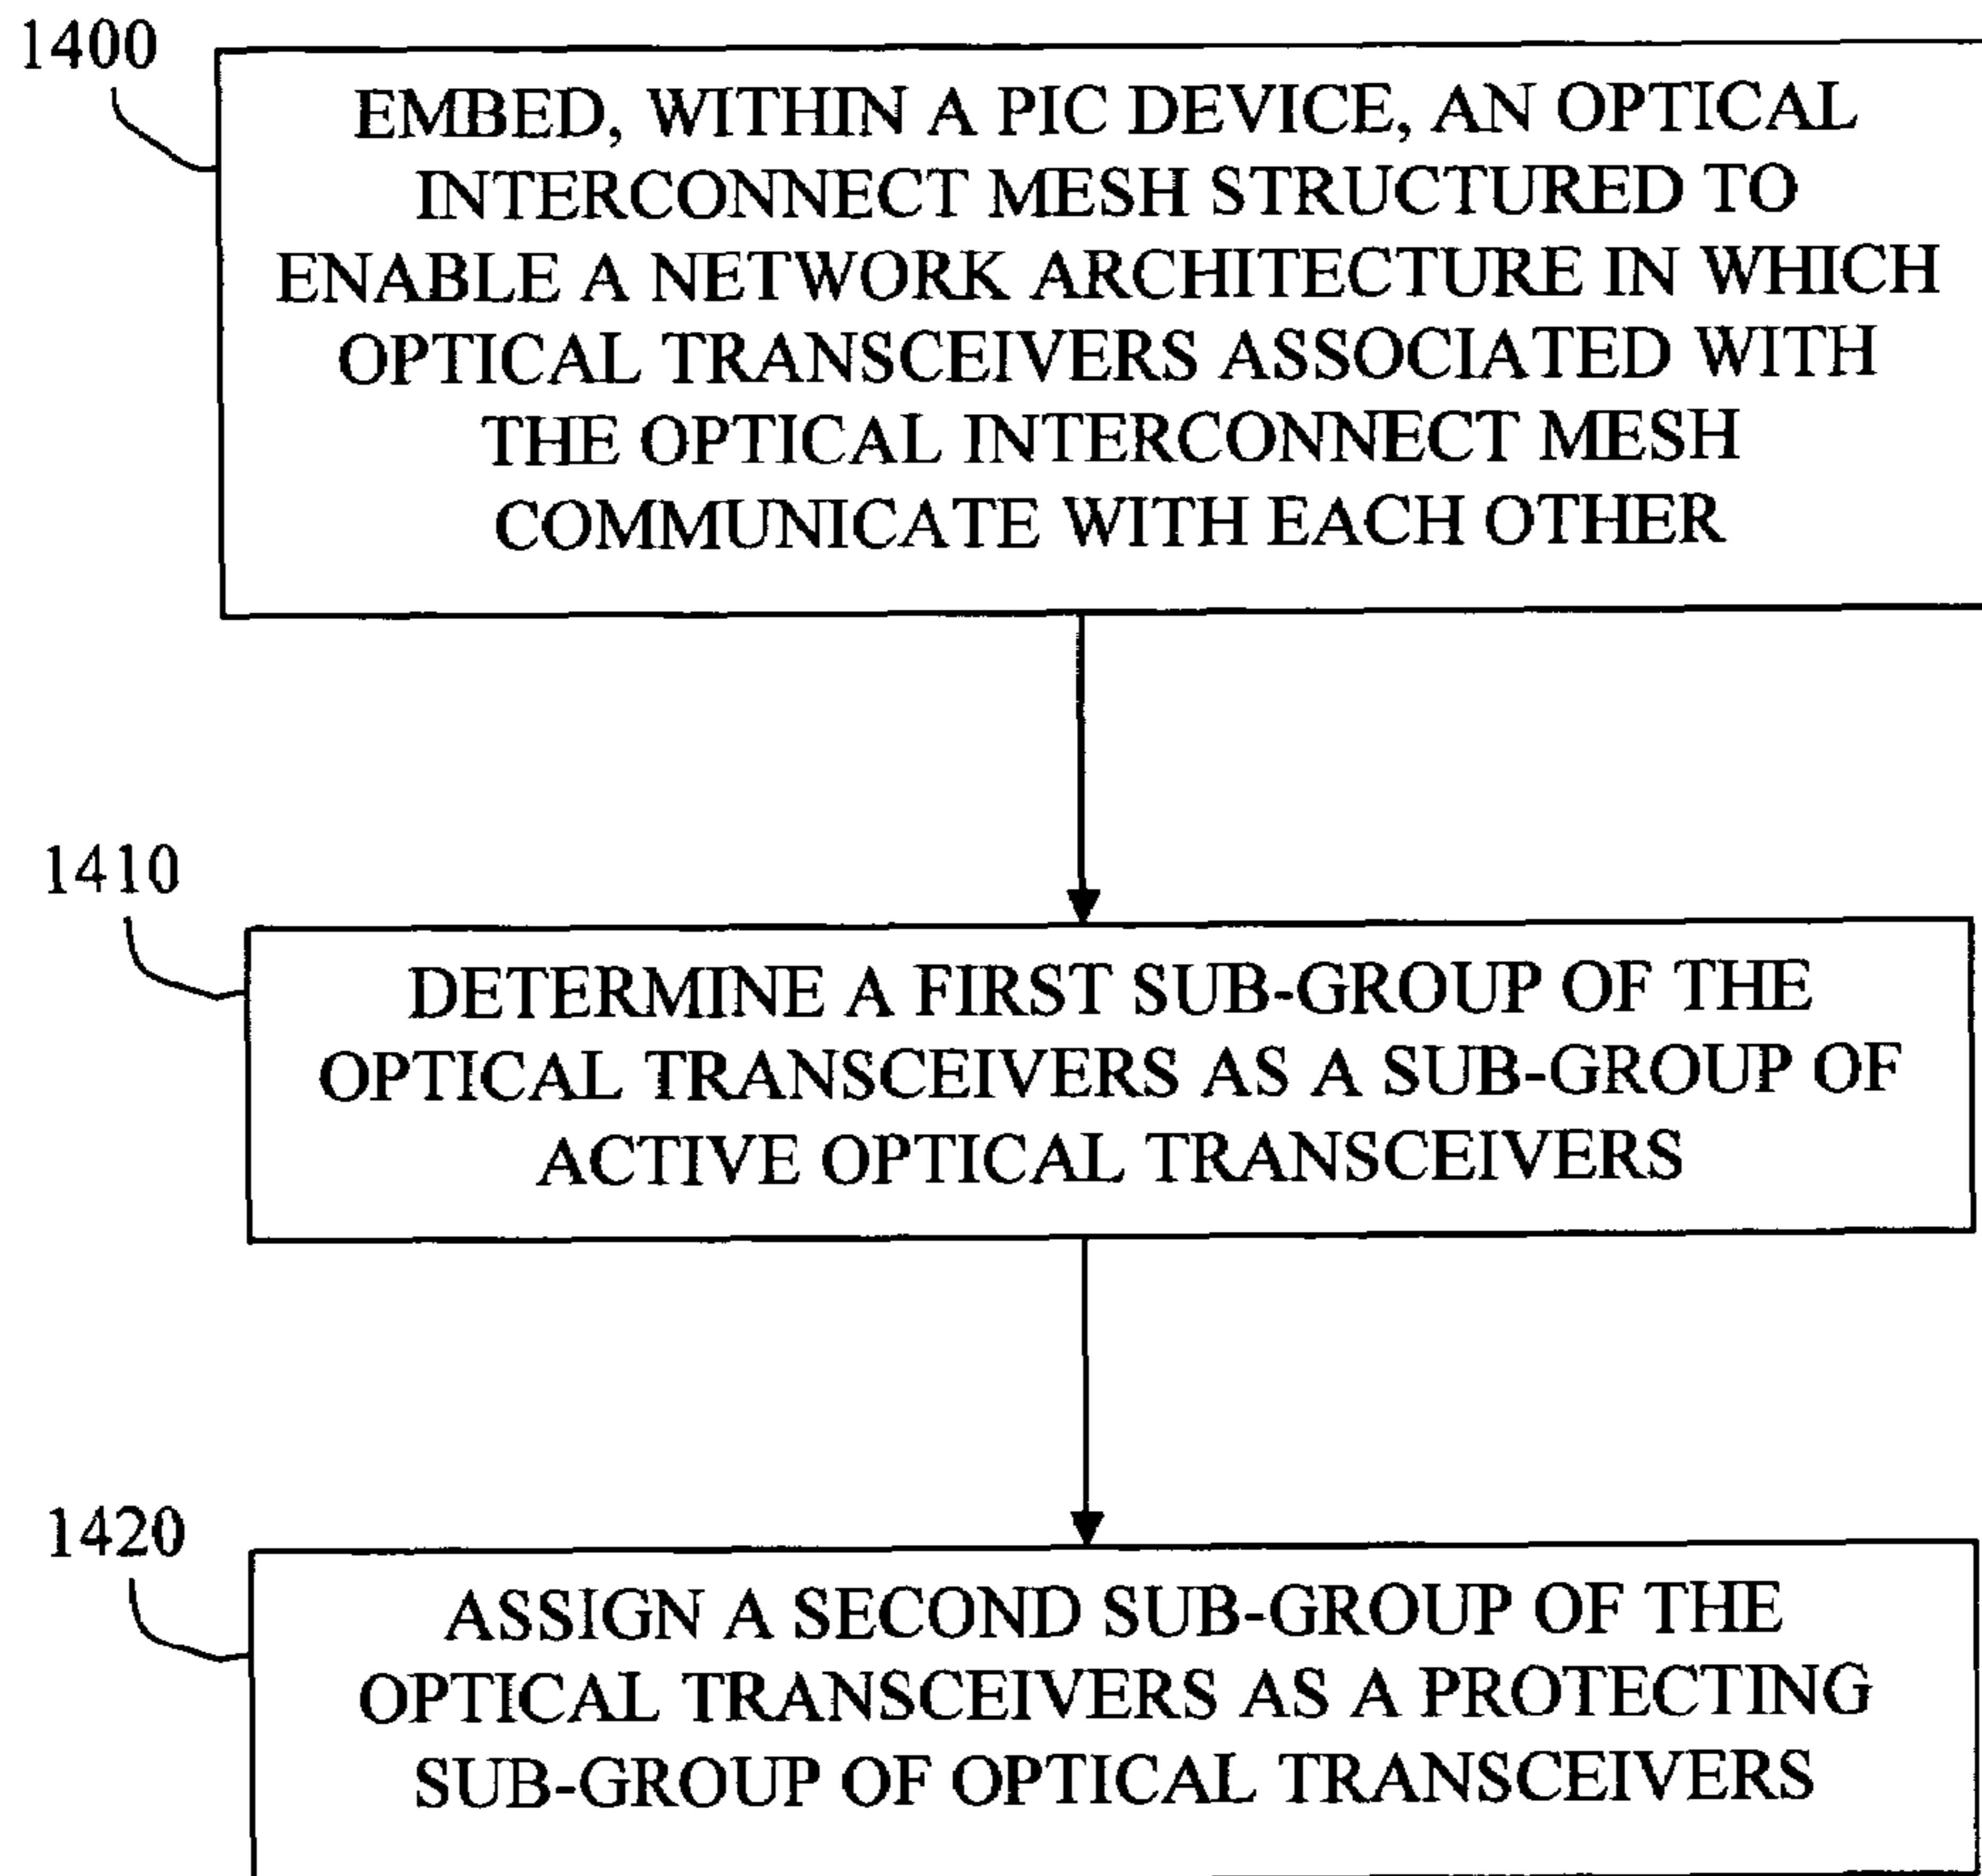 1400
EMBED, WITHIN A PIC DEVICE, AN OPTICAL
INTERCONNECT MESH STRUCTURED TO
ENABLE A NETWORK ARCHITECTURE IN WHICH
OPTICAL TRANSCEIVERS ASSOCIATED WITH
THE OPTICAL INTERCONNECT MESH
COMMUNICATE WITH EACH OTHER
1410
DETERMINE A FIRST SUB-GROUP OF THE
OPTICAL TRANSCEIVERS AS A SUB-GROUP OF
ACTIVE OPTICAL TRANSCEIVERS
1420
ASSIGN A SECOND SUB-GROUP OF THE
OPTICAL TRANSCEIVERS AS A PROTECTING
SUB-GROUP OF OPTICAL TRANSCEIVERS